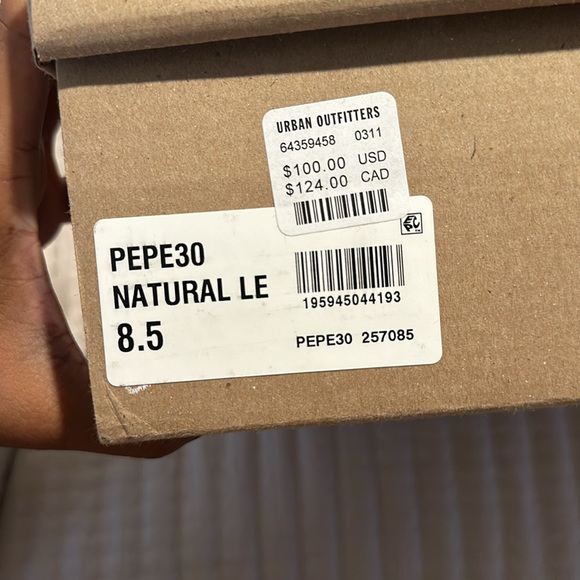 URBAN OUTFITTERS
64359458 0311
$100.00 USD
$124.00 CAD
PEPE30
NATURAL LE
8.5
195945044193
PEPE30 257085